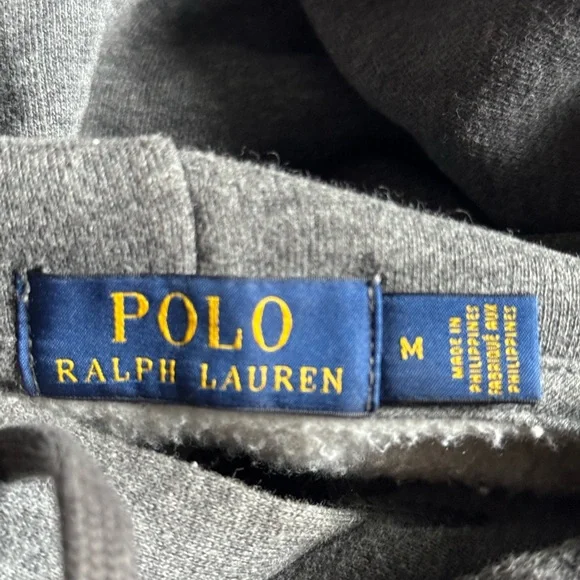 POLO
RALPH LAUREN
M
MADE IN
PHILIPPINES
FABRIQUÉ AUX
PHILIPPINES